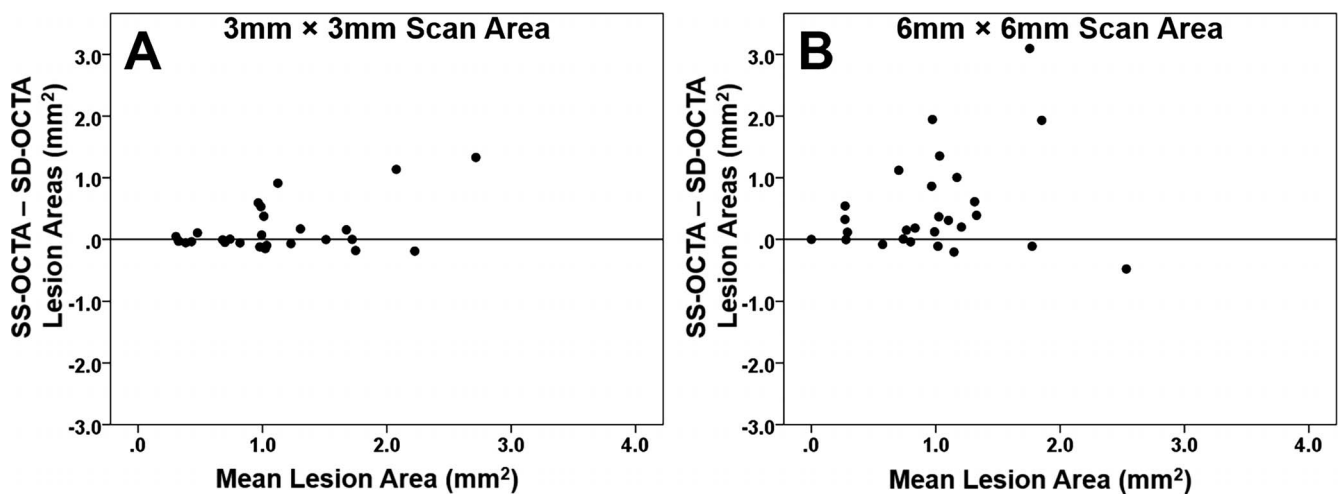 A
3mm × 3mm Scan Area
SS-OCTA – SD-OCTA
Lesion Areas (mm²)
3.0
2.0
1.0
.0
-1.0
-2.0
-3.0
.0 1.0 2.0 3.0 4.0
Mean Lesion Area (mm²)
B
6mm × 6mm Scan Area
SS-OCTA – SD-OCTA
Lesion Areas (mm²)
3.0
2.0
1.0
.0
-1.0
-2.0
-3.0
.0 1.0 2.0 3.0 4.0
Mean Lesion Area (mm²)